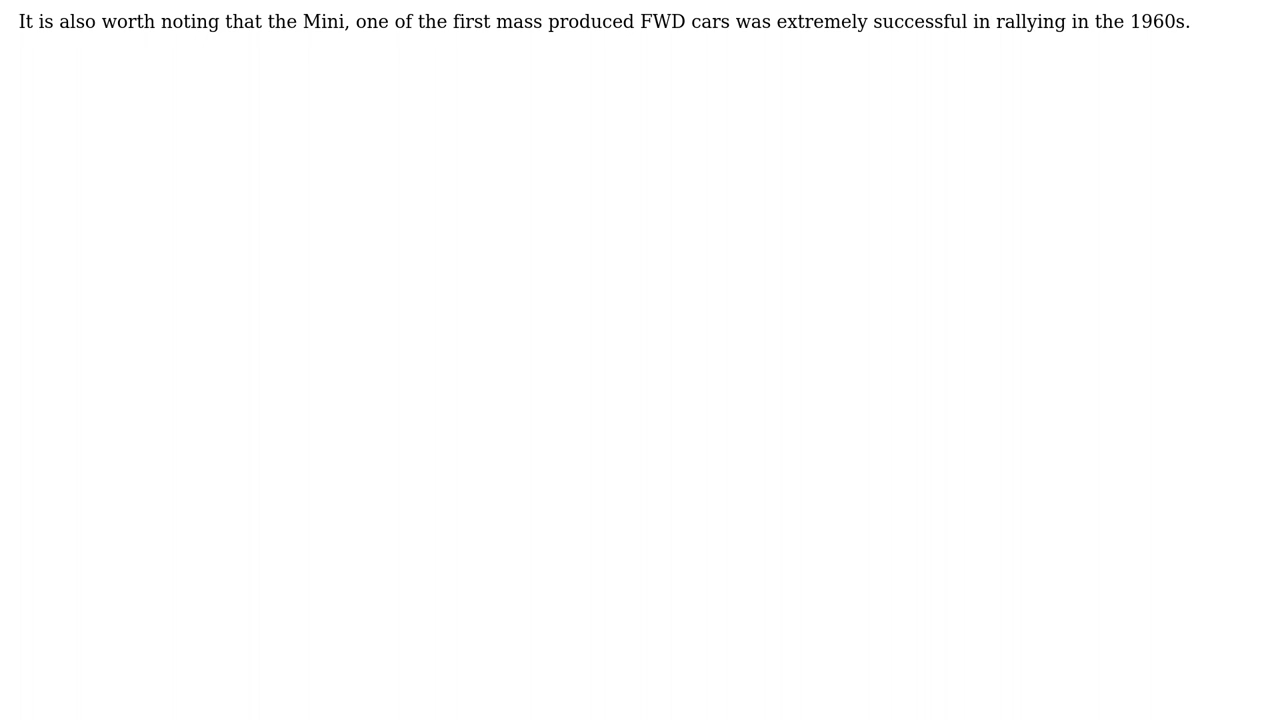 It is also worth noting that the Mini, one of the first mass produced FWD cars was extremely successful in rallying in the 1960s.